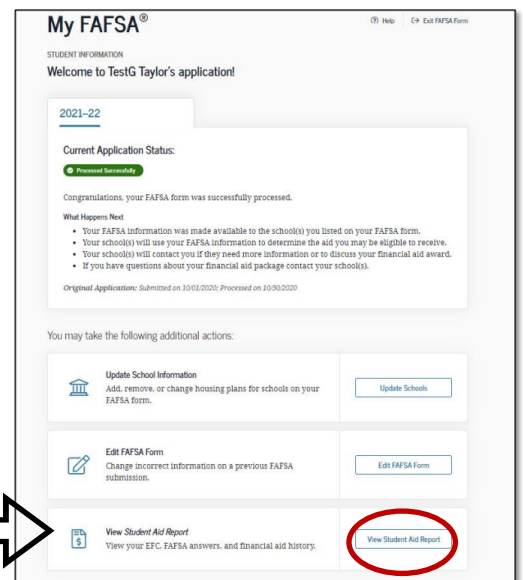 My FAFSA®
Help
Exit FAFSA Form
STUDENT INFORMATION
Welcome to TestG Taylor's application!
2021–22
Current Application Status:
Processed Successfully
Congratulations, your FAFSA form was successfully processed.
What Happens Next
• Your FAFSA information was made available to the school(s) you listed on your FAFSA form.
• Your school(s) will use your FAFSA information to determine the aid you may be eligible to receive.
• Your school(s) will contact you if they need more information or to discuss your financial aid award.
• If you have questions about your financial aid package contact your school(s).
Original Application: Submitted on 10/01/2020; Processed on 10/30/2020
You may take the following additional actions:
Update School Information
Add, remove, or change housing plans for schools on your
FAFSA form.
Update Schools
Edit FAFSA Form
Change incorrect information on a previous FAFSA
submission.
Edit FAFSA Form
View Student Aid Report
View your EFC, FAFSA answers, and financial aid history.
View Student Aid Report